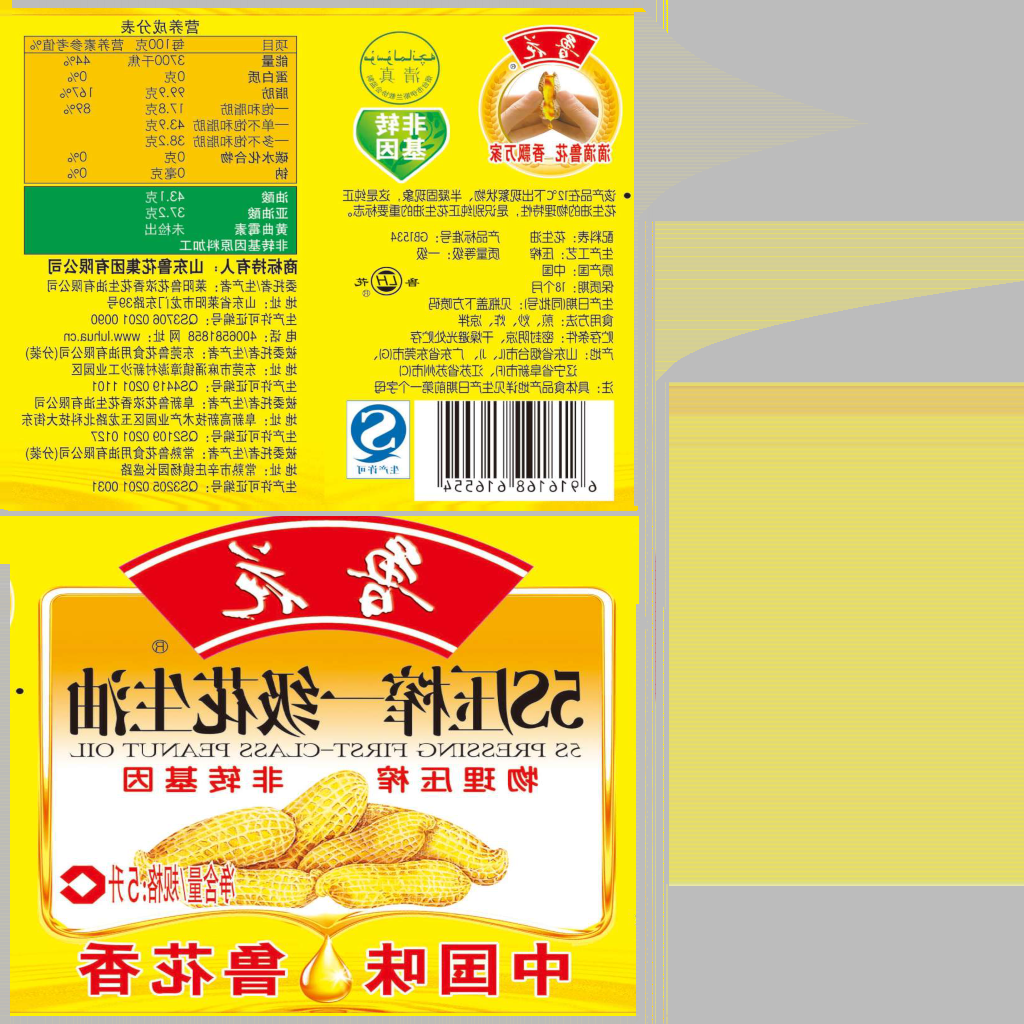 鲁花
®
滴滴鲁花 香飘万家
清真
非转
基因
• 该产品在12℃下出现絮状物、半凝固现象，这是纯正
花生油的物理特性，是识别纯正花生油的重要标志。
配料表：花生油 产品标准号：GB1534
生产工艺：压榨 质量等级：一级
原产国：中国
保质期：18个月
鲁 LH 花 ®
生产日期(同批号)：见瓶盖下方喷码
食用方法：煎、炒、炸、凉拌
贮存条件：密封阴凉、干燥避光处贮存
产地：山东省烟台市(L)、(J)、广东省东莞市(G)、
辽宁省阜新市(F)、江苏省苏州市(C)
注：具体食品产地详见生产日期前第一个字母
6 916168 616554
生产许可
营养成分表
项目 每100克 营养素参考值%
能量 3700千焦 44%
蛋白质 0克 0%
脂肪 99.9克 167%
—饱和脂肪 17.8克 89%
—单不饱和脂肪 43.9克
—多不饱和脂肪 38.2克
碳水化合物 0克 0%
钠 0毫克 0%
油酸 43.1克
亚油酸 37.2克
黄曲霉素 未检出
非转基因原料加工
商标持有人：山东鲁花集团有限公司
委托者/生产者：莱阳鲁花浓香花生油有限公司
地 址：山东省莱阳市龙门东路39号
生产许可证编号：QS3706 0201 0090
电 话：4006581858 网 址：www.luhua.cn
被委托者/生产者：东莞鲁花食用油有限公司(分装)
地 址：东莞市麻涌镇漳澎村新沙工业园区
生产许可证编号：QS4419 0201 1101
被委托者/生产者：阜新鲁花浓香花生油有限公司
地 址：阜新高新技术产业园区玉龙路北科技大街东
生产许可证编号：QS2109 0201 0127
被委托者/生产者：常熟鲁花食用油有限公司(分装)
地 址：常熟市辛庄镇杨园长盛路
生产许可证编号：QS3205 0201 0031
鲁花
®
5S压榨一级花生油
5S PRESSING FIRST-CLASS PEANUT OIL
物理压榨 非转基因
净含量/规格:5升
中国味 鲁花香